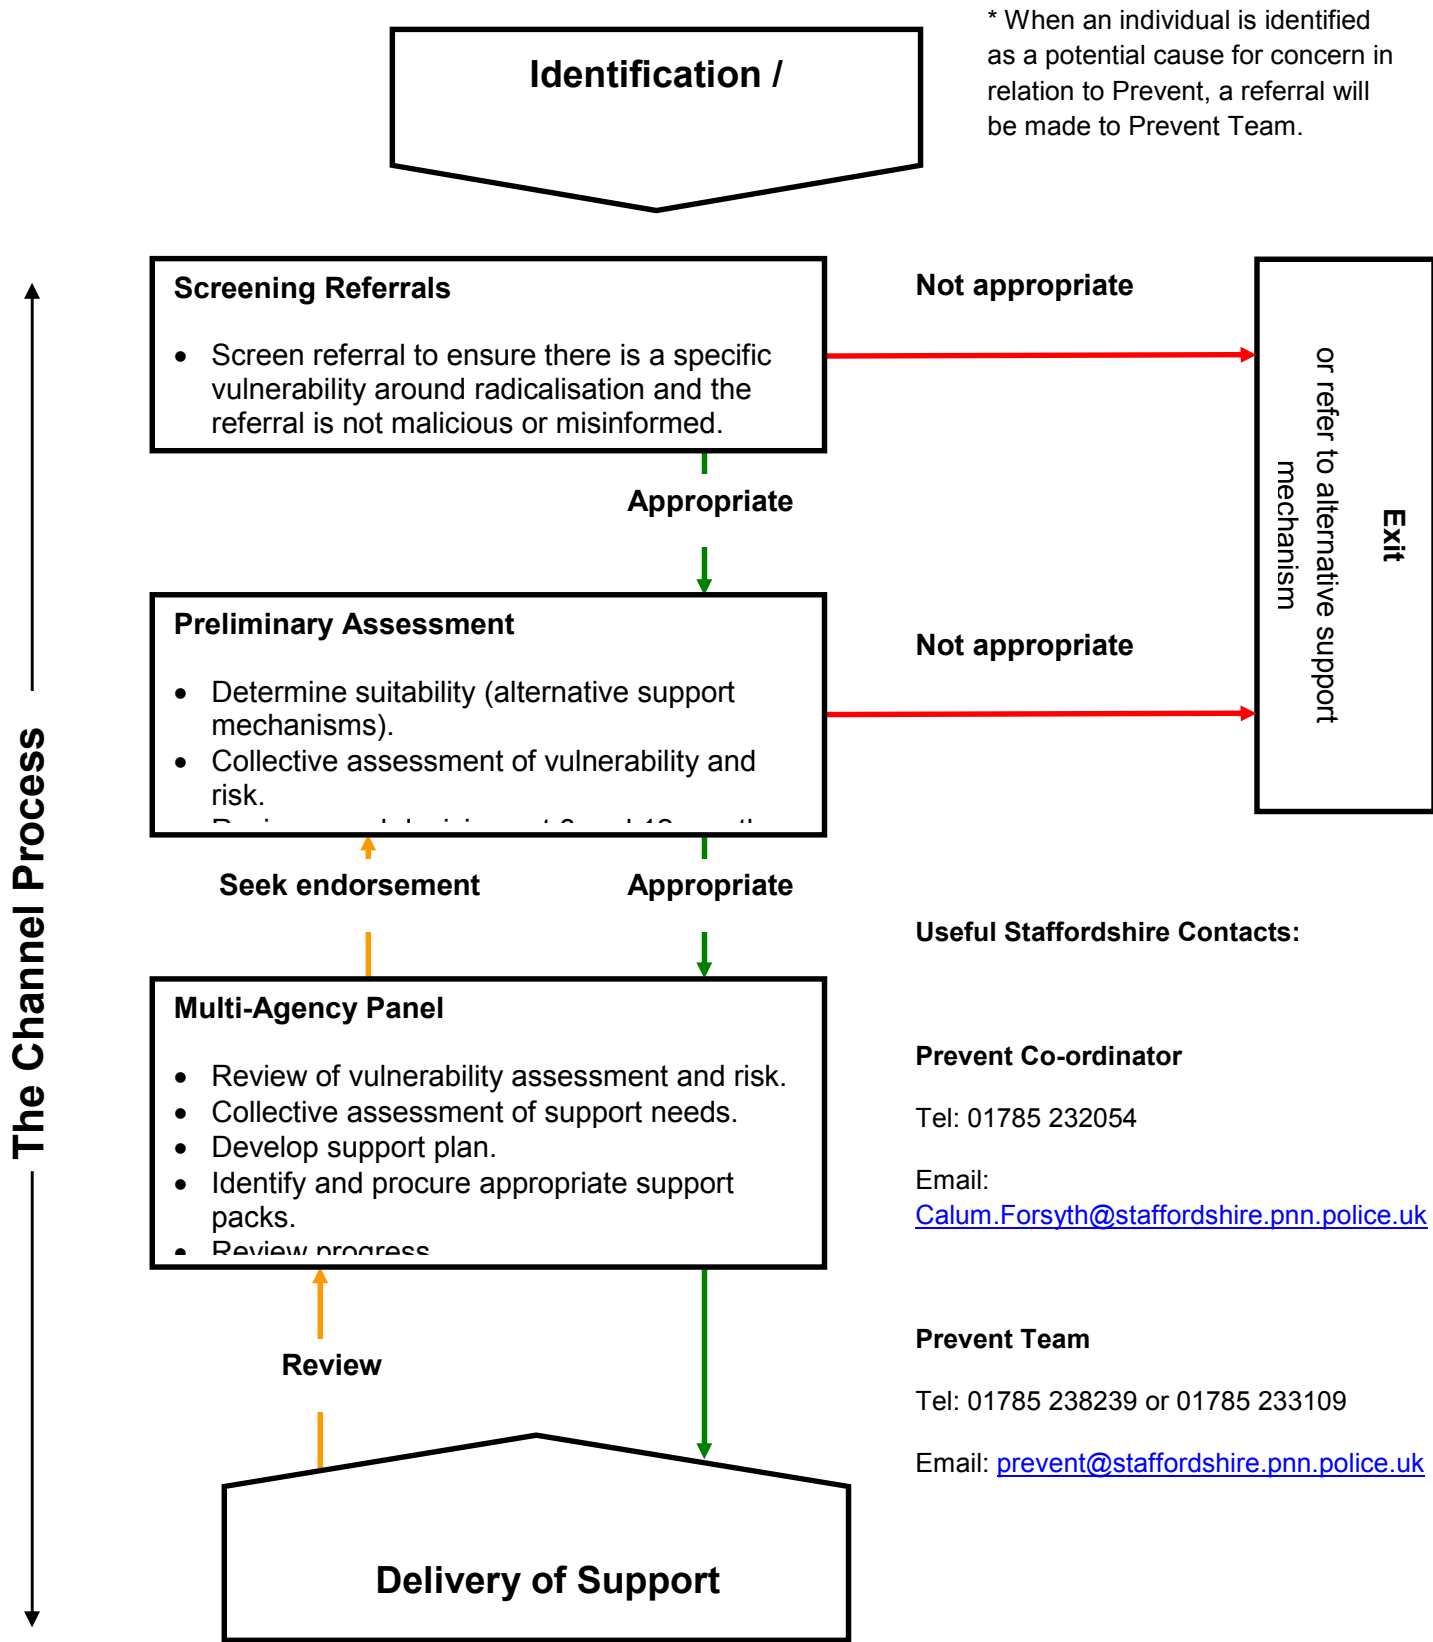 * When an individual is identified
as a potential cause for concern in
relation to Prevent, a referral will
be made to Prevent Team.
Identification /
The Channel Process
Screening Referrals
• Screen referral to ensure there is a specific
vulnerability around radicalisation and the
referral is not malicious or misinformed.
Not appropriate
Appropriate
Exit
or refer to alternative support
mechanism
Preliminary Assessment
• Determine suitability (alternative support
mechanisms).
• Collective assessment of vulnerability and
risk.
Not appropriate
Seek endorsement
Appropriate
Multi-Agency Panel
• Review of vulnerability assessment and risk.
• Collective assessment of support needs.
• Develop support plan.
• Identify and procure appropriate support
packs.
• Review progress
Review
Delivery of Support
Useful Staffordshire Contacts:
Prevent Co-ordinator
Tel: 01785 232054
Email:
Calum.Forsyth@staffordshire.pnn.police.uk
Prevent Team
Tel: 01785 238239 or 01785 233109
Email: prevent@staffordshire.pnn.police.uk